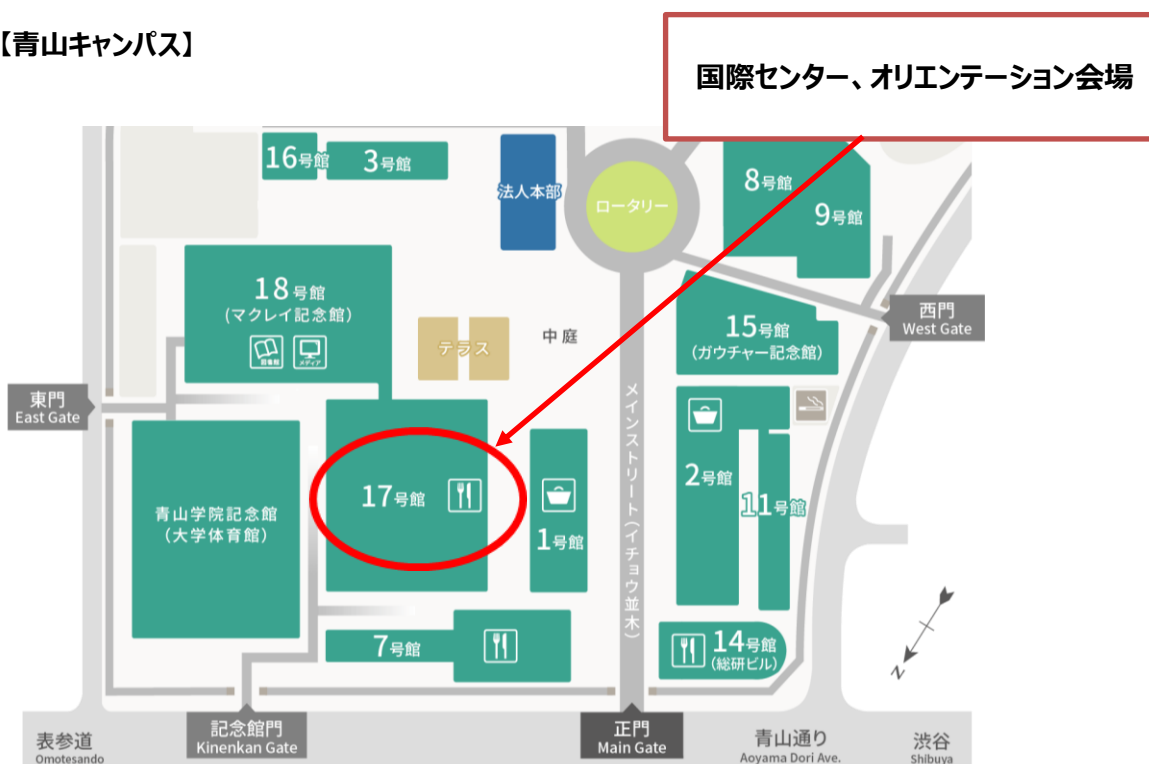 【青山キャンパス】
国際センター、オリエンテーション会場
16号館
3号館
法人本部
ロータリー
8号館
9号館
18号館
(マクレイ記念館)
図書館
メディア
テラス
中庭
15号館
(ガウチャー記念館)
西門
West Gate
東門
East Gate
メインストリート(イチョウ並木)
青山学院記念館
(大学体育館)
17号館
1号館
2号館
11号館
7号館
14号館
(総研ビル)
N
表参道
Omotesando
記念館門
Kinenkan Gate
正門
Main Gate
青山通り
Aoyama Dori Ave.
渋谷
Shibuya